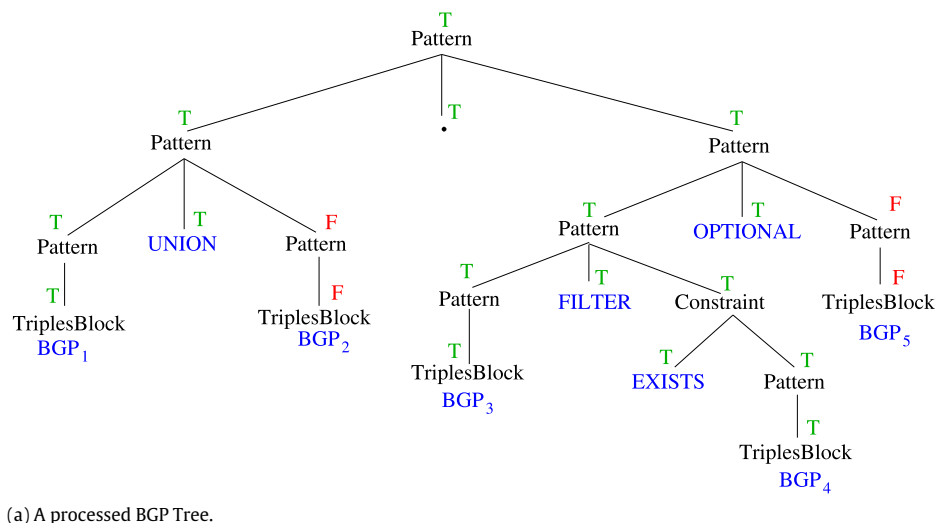 T
Pattern
T T T
Pattern • Pattern
T T F T T F
Pattern UNION Pattern Pattern OPTIONAL Pattern
T F T T T F
TriplesBlock TriplesBlock Pattern FILTER Constraint TriplesBlock
BGP1 BGP2 BGP5
T T T
TriplesBlock EXISTS Pattern
BGP3
T
TriplesBlock
BGP4
(a) A processed BGP Tree.